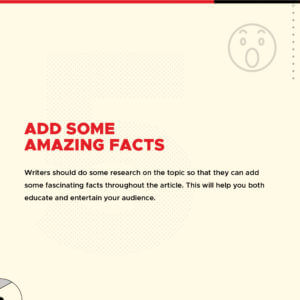 5
ADD SOME
AMAZING FACTS
Writers should do some research on the topic so that they can add
some fascinating facts throughout the article. This will help you both
educate and entertain your audience.